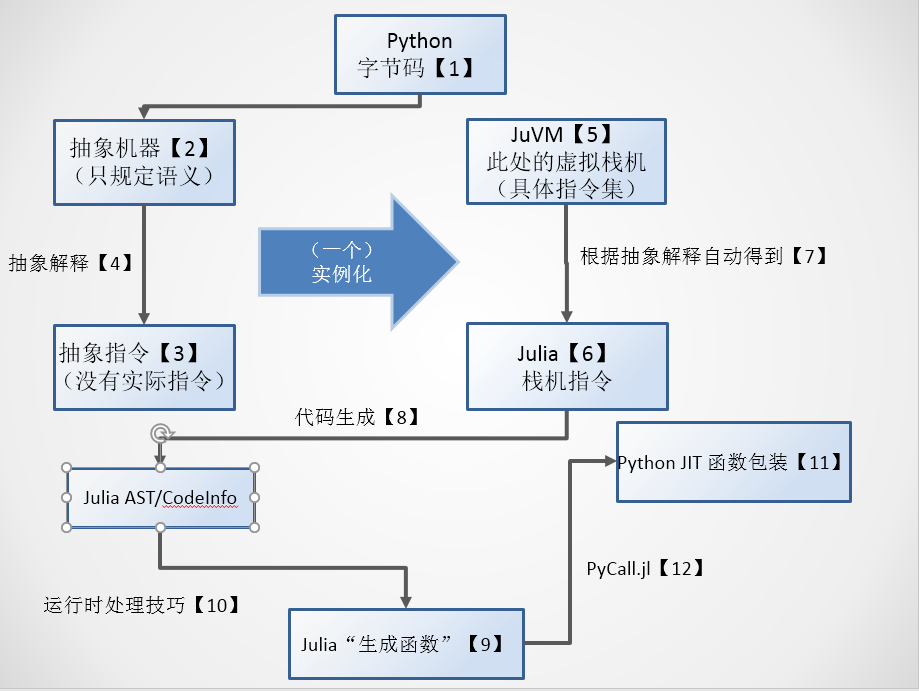 Python
字节码【1】
抽象机器【2】
（只规定语义）
JuVM【5】
此处的虚拟栈机
（具体指令集）
抽象解释【4】
（一个）
实例化
根据抽象解释自动得到【7】
抽象指令【3】
（没有实际指令）
Julia【6】
栈机指令
代码生成【8】
Julia AST/CodeInfo
Python JIT 函数包装【11】
PyCall.jl【12】
运行时处理技巧【10】
Julia“生成函数”【9】